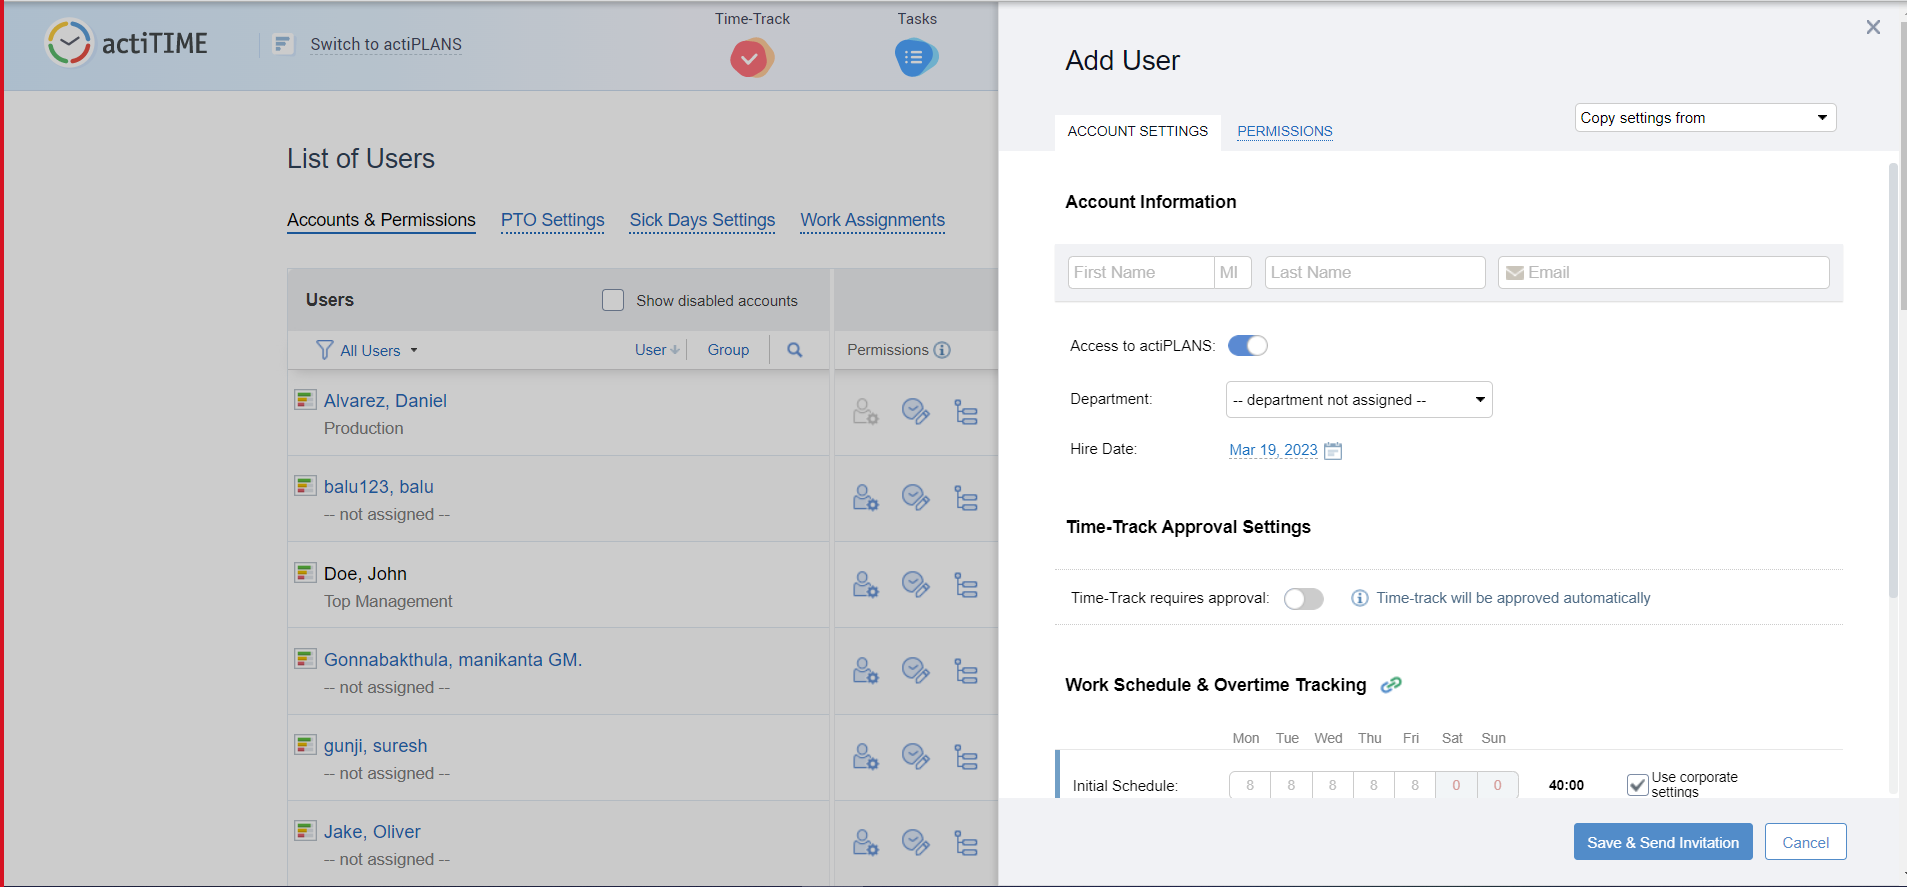 actiTIME
Switch to actiPLANS
Time-Track
Tasks
List of Users
Accounts & Permissions PTO Settings Sick Days Settings Work Assignments
Users
Show disabled accounts
All Users
User
Group
Permissions
Alvarez, Daniel
Production
balu123, balu
-- not assigned --
Doe, John
Top Management
Gonnabakthula, manikanta GM.
-- not assigned --
gunji, suresh
-- not assigned --
Jake, Oliver
-- not assigned --
Add User
Copy settings from
ACCOUNT SETTINGS PERMISSIONS
Account Information
First Name MI Last Name Email
Access to actiPLANS:
Department: -- department not assigned --
Hire Date: Mar 19, 2023
Time-Track Approval Settings
Time-Track requires approval: Time-track will be approved automatically
Work Schedule & Overtime Tracking
Mon Tue Wed Thu Fri Sat Sun
Initial Schedule: 8 8 8 8 8 0 0 40:00 Use corporate
settings
Save & Send Invitation Cancel